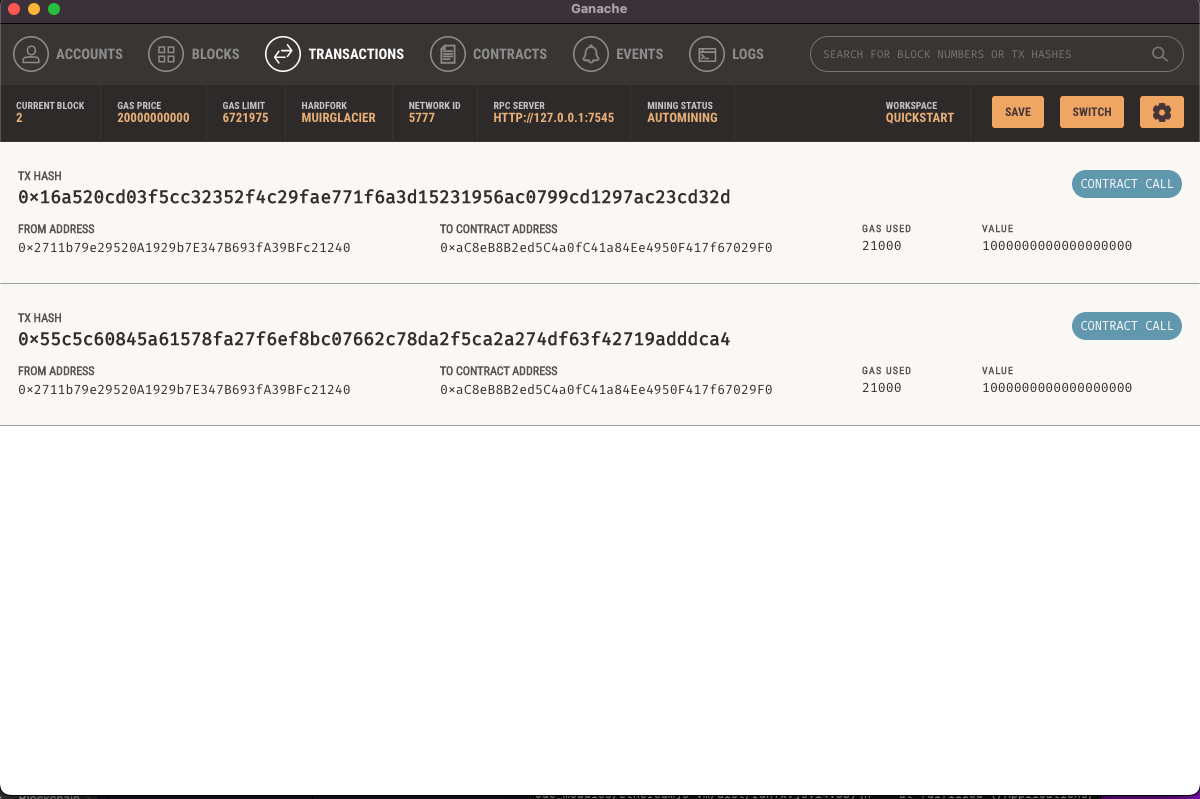 Ganache
ACCOUNTS BLOCKS TRANSACTIONS CONTRACTS EVENTS LOGS SEARCH FOR BLOCK NUMBERS OR TX HASHES
CURRENT BLOCK GAS PRICE GAS LIMIT HARDFORK NETWORK ID RPC SERVER MINING STATUS WORKSPACE SAVE SWITCH
2 20000000000 6721975 MUIRGLACIER 5777 HTTP://127.0.0.1:7545 AUTOMINING QUICKSTART
TX HASH
0×16a520cd03f5cc32352f4c29fae771f6a3d15231956ac0799cd1297ac23cd32d CONTRACT CALL
FROM ADDRESS TO CONTRACT ADDRESS GAS USED VALUE
0×2711b79e29520A1929b7E347B693fA39BFc21240 0×aC8eB8B2ed5C4a0fC41a84Ee4950F417f67029F0 21000 1000000000000000000
TX HASH
0×55c5c60845a61578fa27f6ef8bc07662c78da2f5ca2a274df63f42719adddca4 CONTRACT CALL
FROM ADDRESS TO CONTRACT ADDRESS GAS USED VALUE
0×2711b79e29520A1929b7E347B693fA39BFc21240 0×aC8eB8B2ed5C4a0fC41a84Ee4950F417f67029F0 21000 1000000000000000000